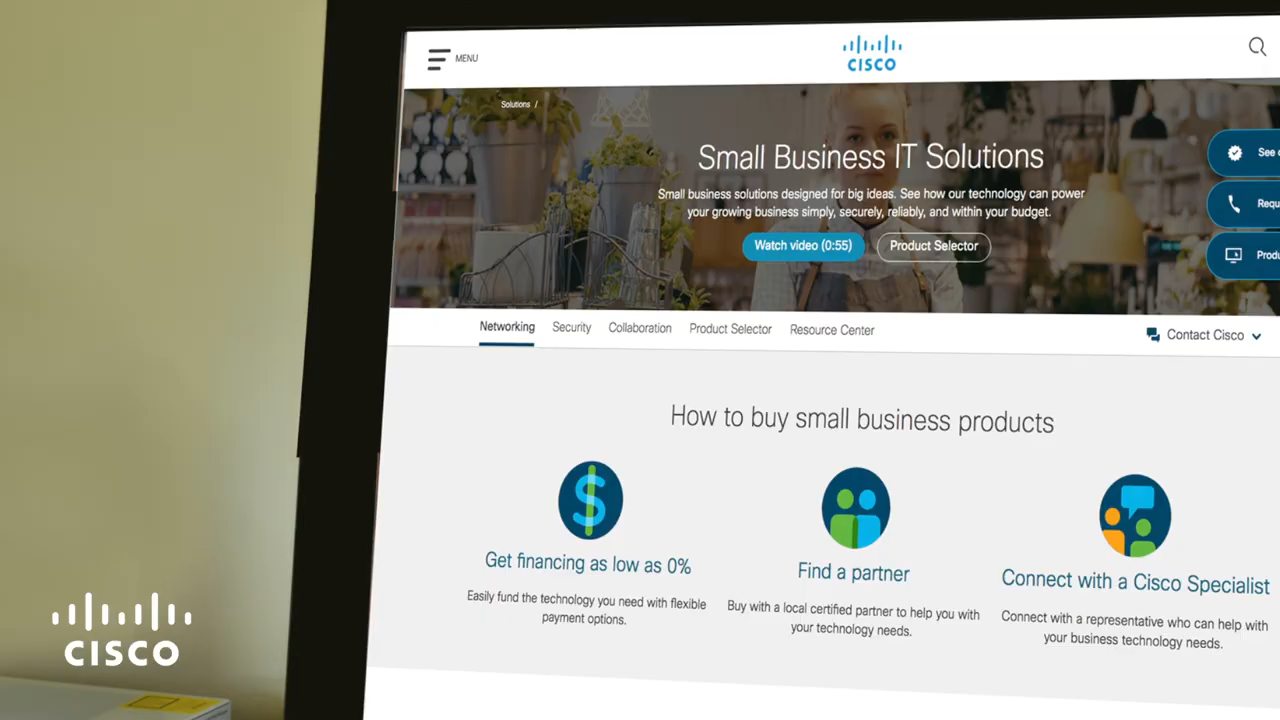 MENU
CISCO
Solutions /
Small Business IT Solutions
Small business solutions designed for big ideas. See how our technology can power
your growing business simply, securely, reliably, and within your budget.
Watch video (0:55)
Product Selector
See
Networking
Security
Collaboration
Product Selector
Resource Center
Contact Cisco
How to buy small business products
Get financing as low as 0%
Easily fund the technology you need with flexible
payment options.
Find a partner
Buy with a local certified partner to help you with
your technology needs.
Connect with a Cisco Specialist
Connect with a representative who can help with
your business technology needs.
CISCO